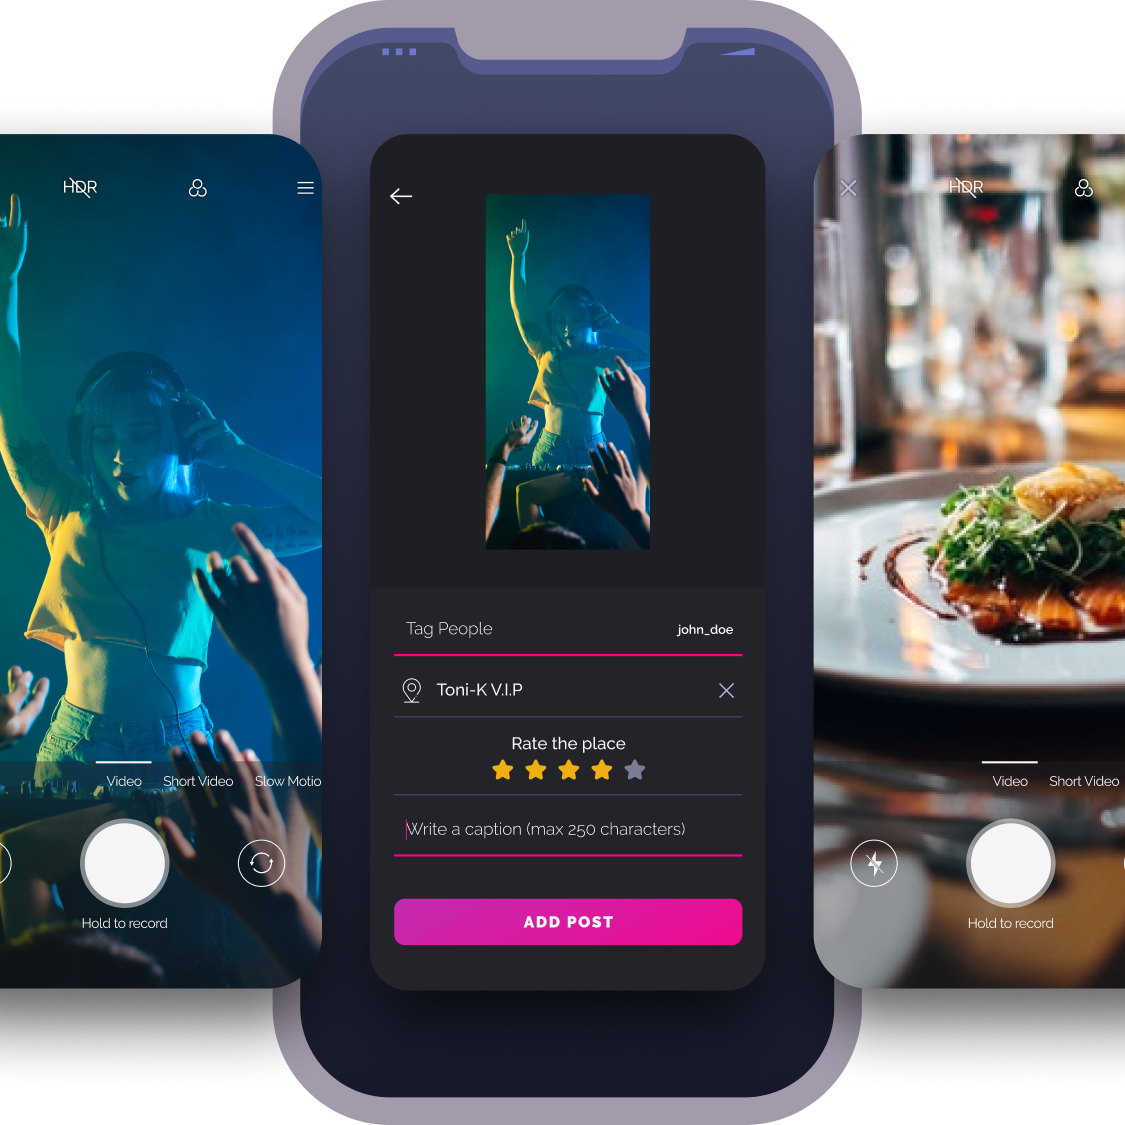 HDR
Video Short Video Slow Motio
Hold to record
Tag People john_doe
Toni-K V.I.P
Rate the place
Write a caption (max 250 characters)
ADD POST
HDR
Video Short Video
Hold to record